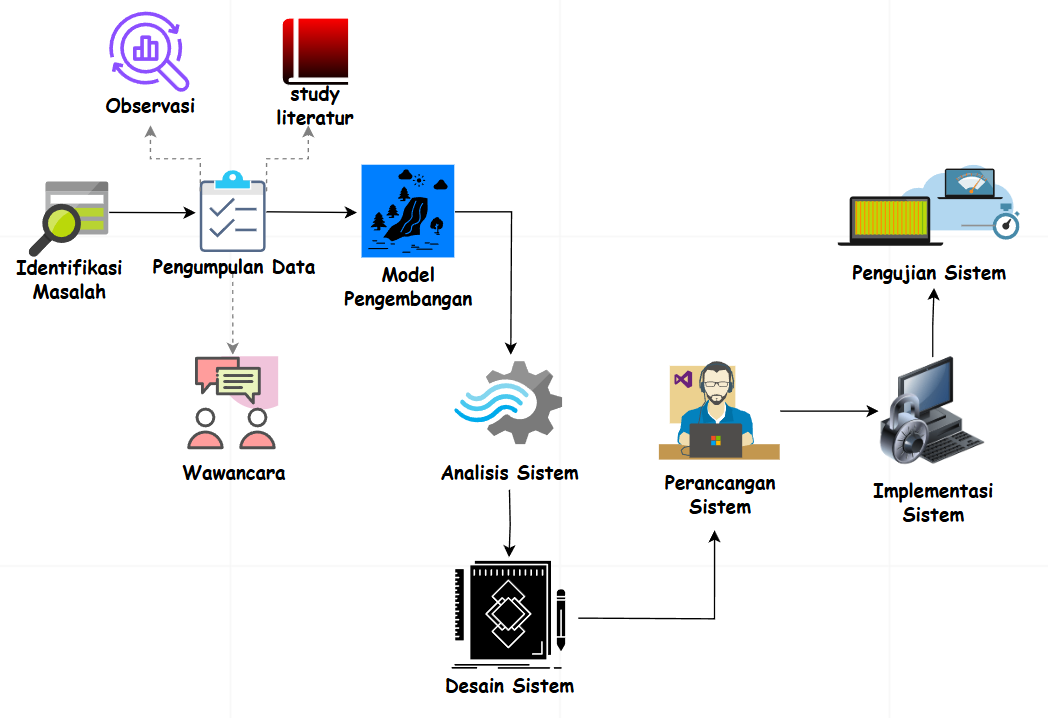 Observasi
study
literatur
Identifikasi
Masalah
Pengumpulan Data
Model
Pengembangan
Wawancara
Analisis Sistem
Desain Sistem
Perancangan
Sistem
Implementasi
Sistem
Pengujian Sistem